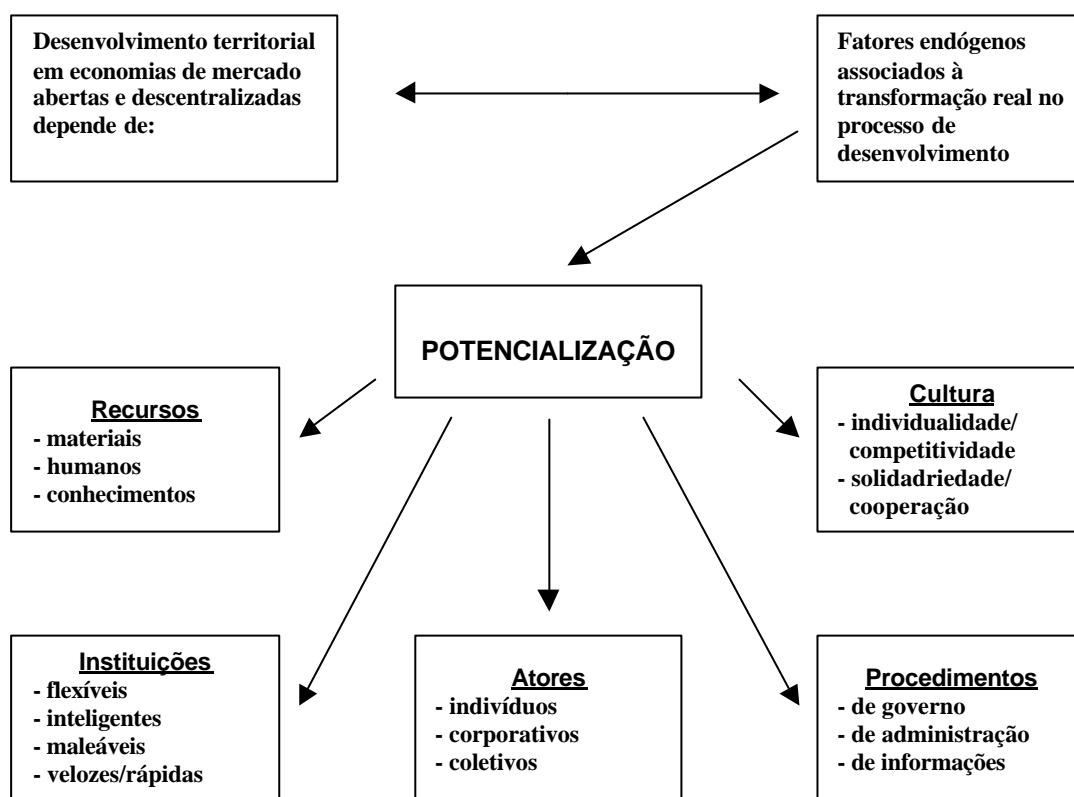 Desenvolvimento territorial
em economias de mercado
abertas e descentralizadas
depende de:
Fatores endógenos
associados à
transformação real no
processo de
desenvolvimento
POTENCIALIZAÇÃO
Recursos
- materiais
- humanos
- conhecimentos
Cultura
- individualidade/
competitividade
- solidadriedade/
cooperação
Instituições
- flexíveis
- inteligentes
- maleáveis
- velozes/rápidas
Atores
- indivíduos
- corporativos
- coletivos
Procedimentos
- de governo
- de administração
- de informações